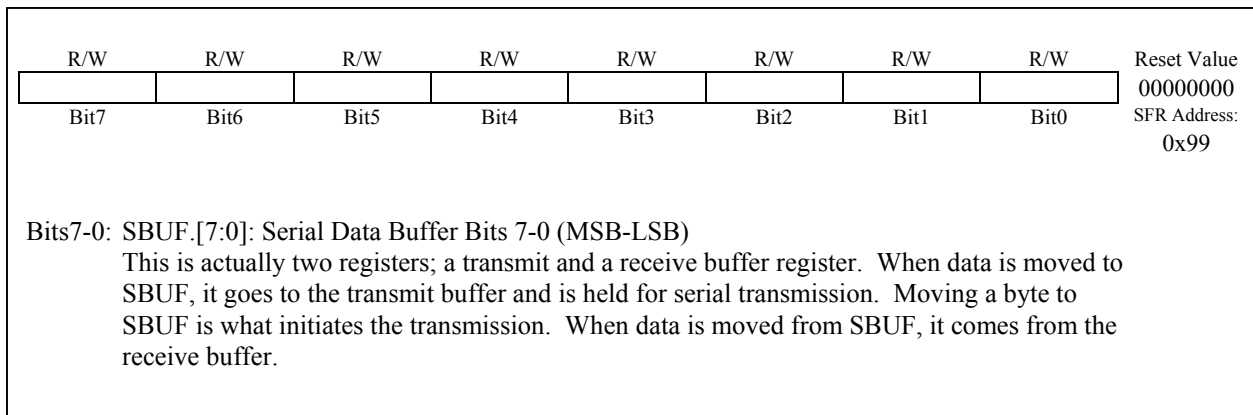 R/W R/W R/W R/W R/W R/W R/W R/W Reset Value
00000000
Bit7 Bit6 Bit5 Bit4 Bit3 Bit2 Bit1 Bit0 SFR Address:
0x99
Bits7-0: SBUF.[7:0]: Serial Data Buffer Bits 7-0 (MSB-LSB)
This is actually two registers; a transmit and a receive buffer register. When data is moved to
SBUF, it goes to the transmit buffer and is held for serial transmission. Moving a byte to
SBUF is what initiates the transmission. When data is moved from SBUF, it comes from the
receive buffer.